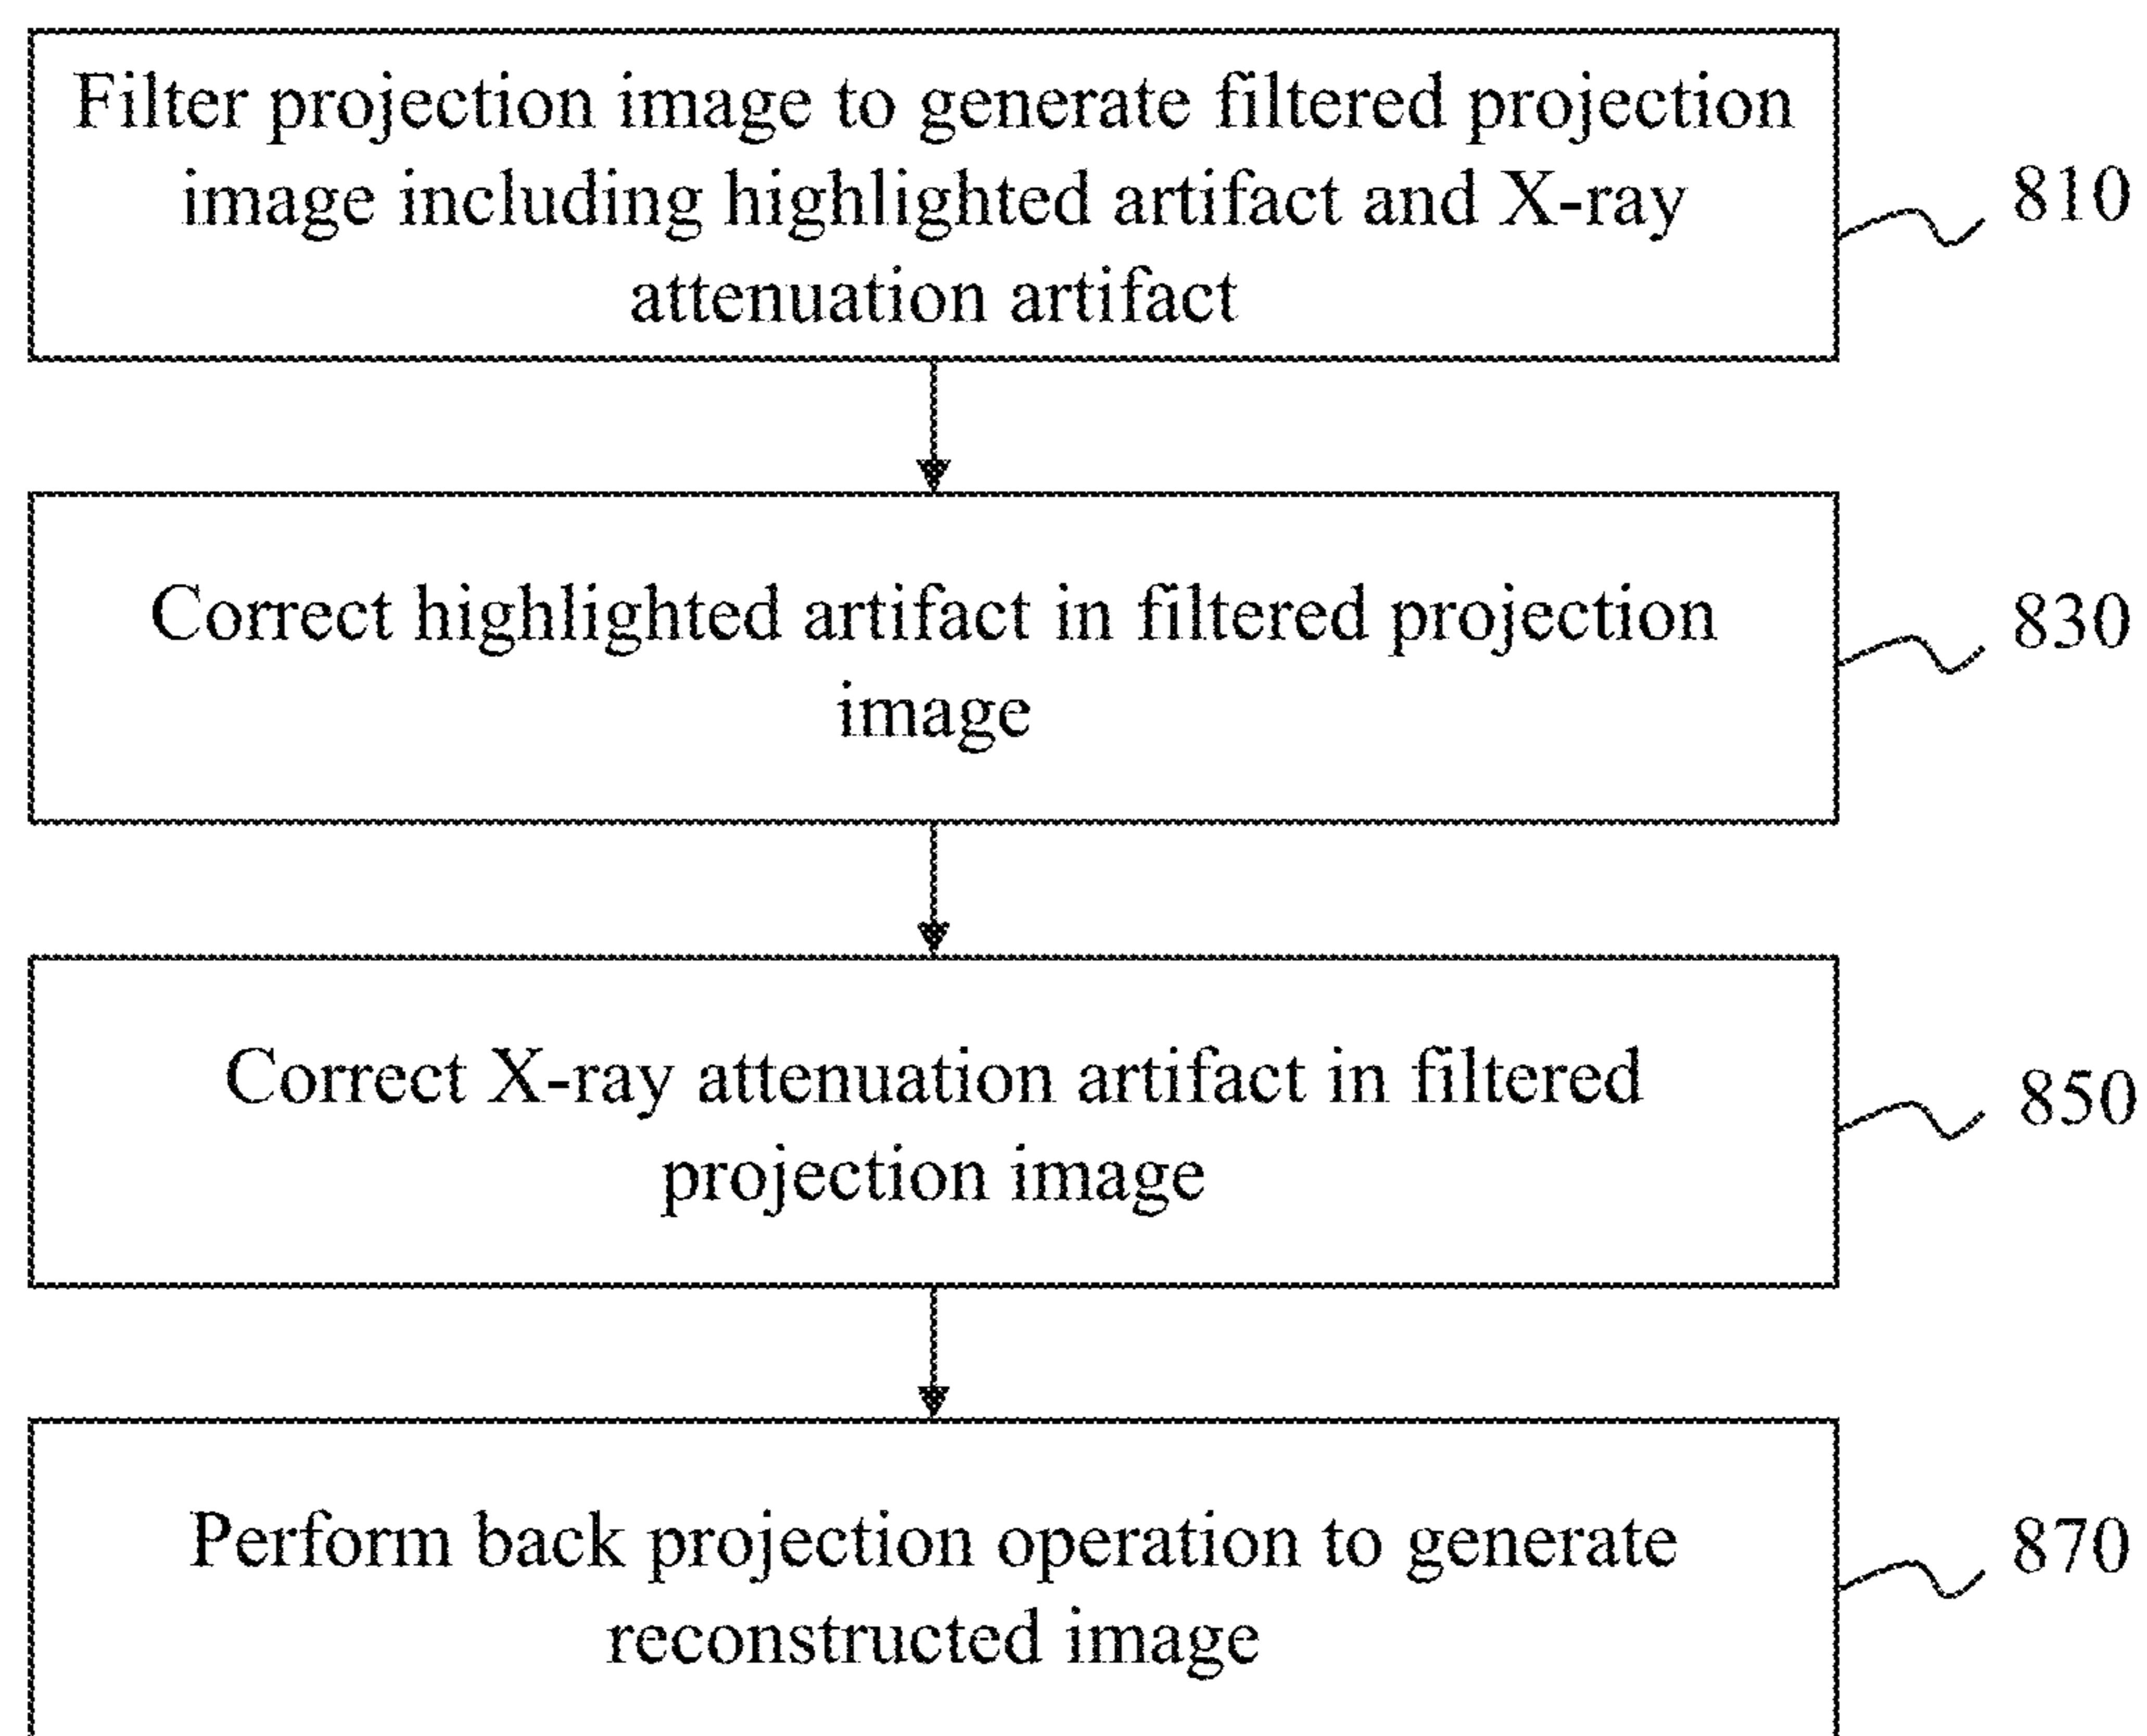 Filter projection image to generate filtered projection
image including highlighted artifact and X-ray
attenuation artifact
810
Correct highlighted artifact in filtered projection
image
830
Correct X-ray attenuation artifact in filtered
projection image
850
Perform back projection operation to generate
reconstructed image
870